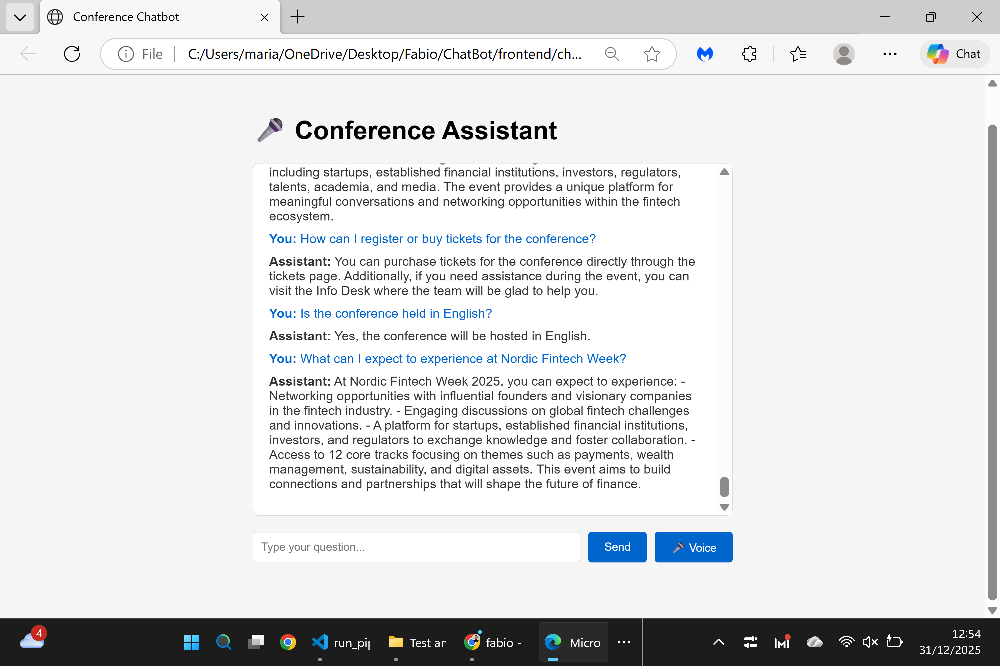 Conference Chatbot
File
C:/Users/maria/OneDrive/Desktop/Fabio/ChatBot/frontend/ch...
Chat
Conference Assistant
including startups, established financial institutions, investors, regulators,
talents, academia, and media. The event provides a unique platform for
meaningful conversations and networking opportunities within the fintech
ecosystem.
You: How can I register or buy tickets for the conference?
Assistant: You can purchase tickets for the conference directly through the
tickets page. Additionally, if you need assistance during the event, you can
visit the Info Desk where the team will be glad to help you.
You: Is the conference held in English?
Assistant: Yes, the conference will be hosted in English.
You: What can I expect to experience at Nordic Fintech Week?
Assistant: At Nordic Fintech Week 2025, you can expect to experience: -
Networking opportunities with influential founders and visionary companies
in the fintech industry. - Engaging discussions on global fintech challenges
and innovations. - A platform for startups, established financial institutions,
investors, and regulators to exchange knowledge and foster collaboration. -
Access to 12 core tracks focusing on themes such as payments, wealth
management, sustainability, and digital assets. This event aims to build
connections and partnerships that will shape the future of finance.
Type your question...
Send
Voice
4
run_pip
Test an
fabio -
Micro
12:54
31/12/2025